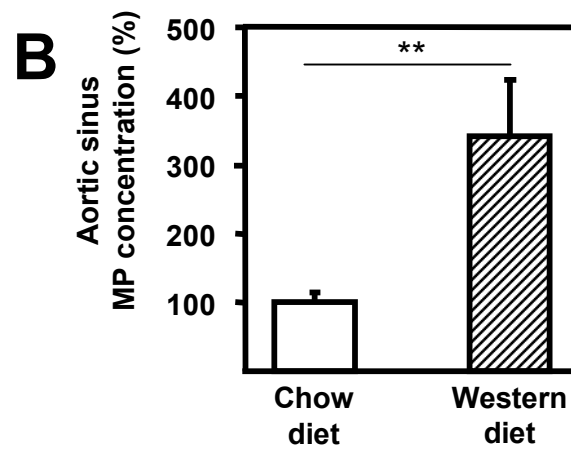 B
Aortic sinus
MP concentration (%)
500
400
300
200
100
**
Chow
diet
Western
diet